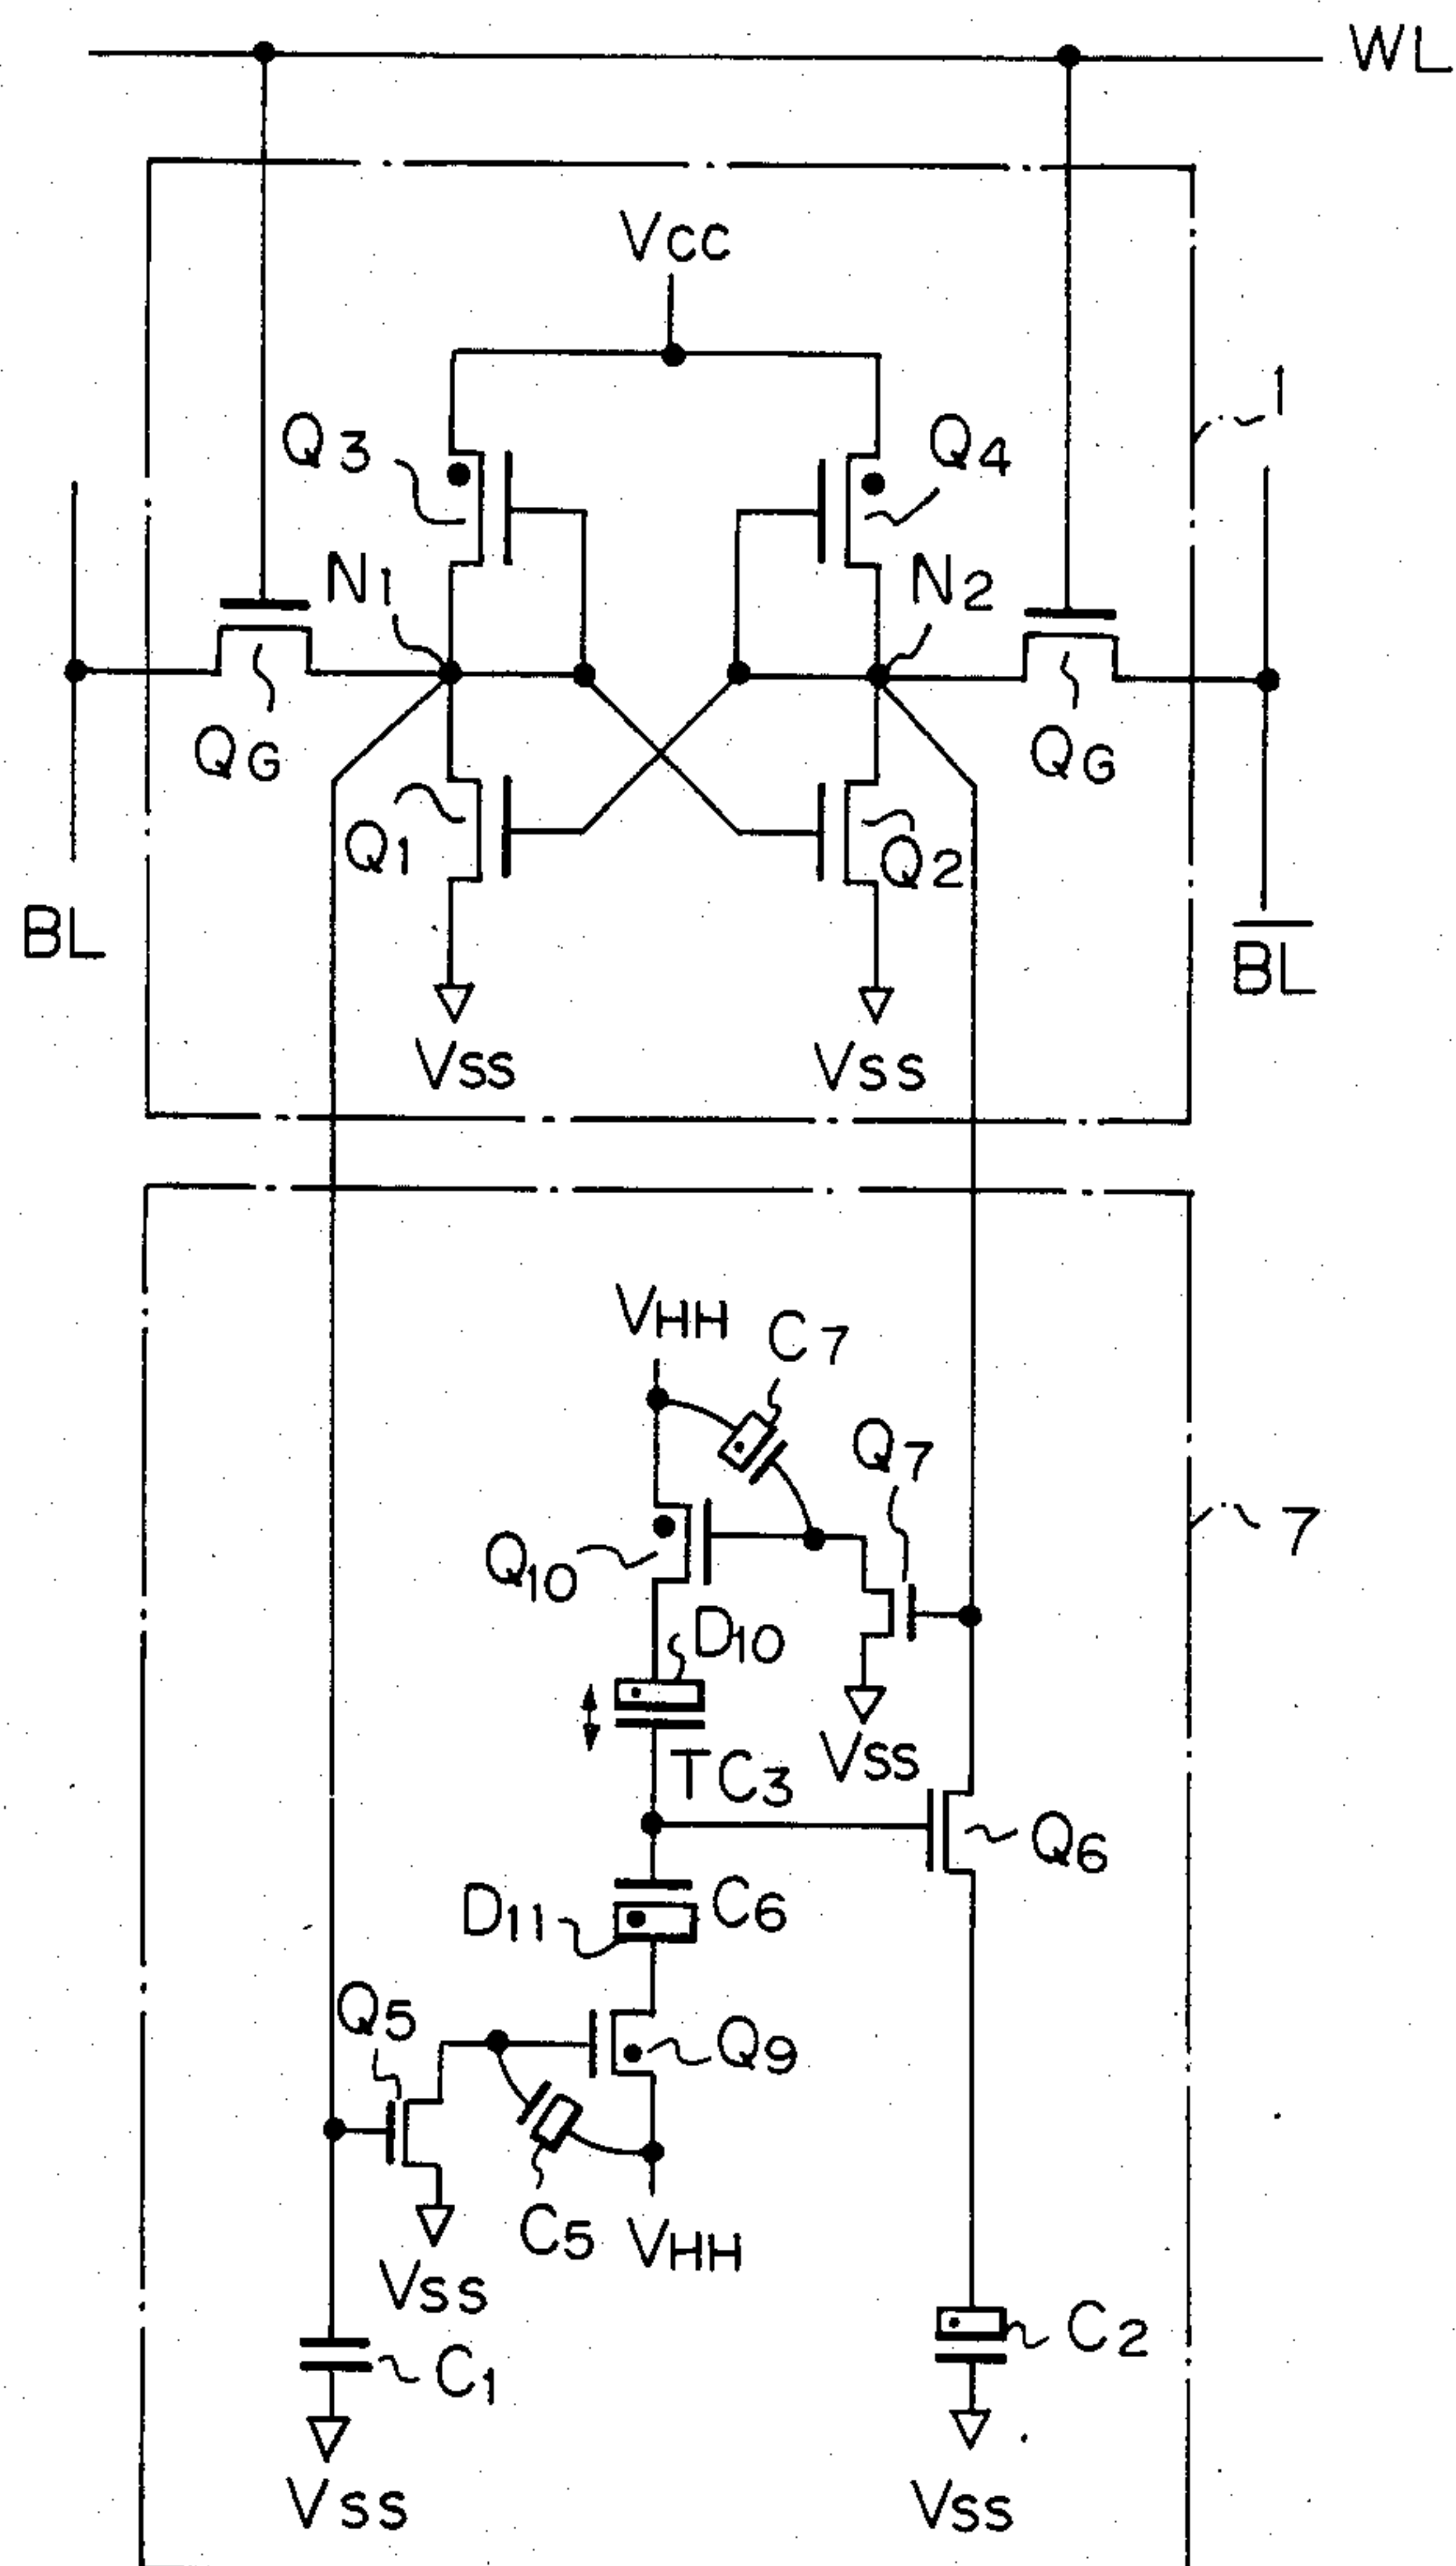 WL
Vcc
1
Q3
Q4
N1
N2
QG
QG
Q1
Q2
BL
B̅L̅
Vss
Vss
VHH
C7
Q7
7
Q10
D10
Vss
TC3
Q6
D11
C6
Q5
Q9
C5
VHH
Vss
C2
C1
Vss
Vss